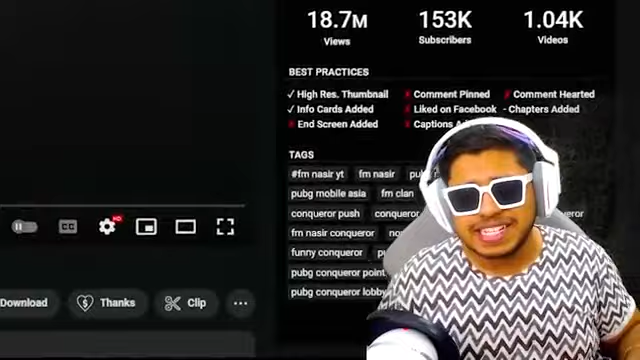 18.7M 153K 1.04K
Views Subscribers Videos
BEST PRACTICES
✓ High Res. Thumbnail ✗ Comment Pinned ✗ Comment Hearted
✓ Info Cards Added ✗ Liked on Facebook - Chapters Added
✗ End Screen Added ✗ Captions
TAGS
#fm nasir yt fm nasir
pubg mobile asia fm clan
conqueror push conqueror
fm nasir conqueror
funny conqueror
pubg conqueror point
pubg conqueror lobby
CC HD
Download Thanks Clip